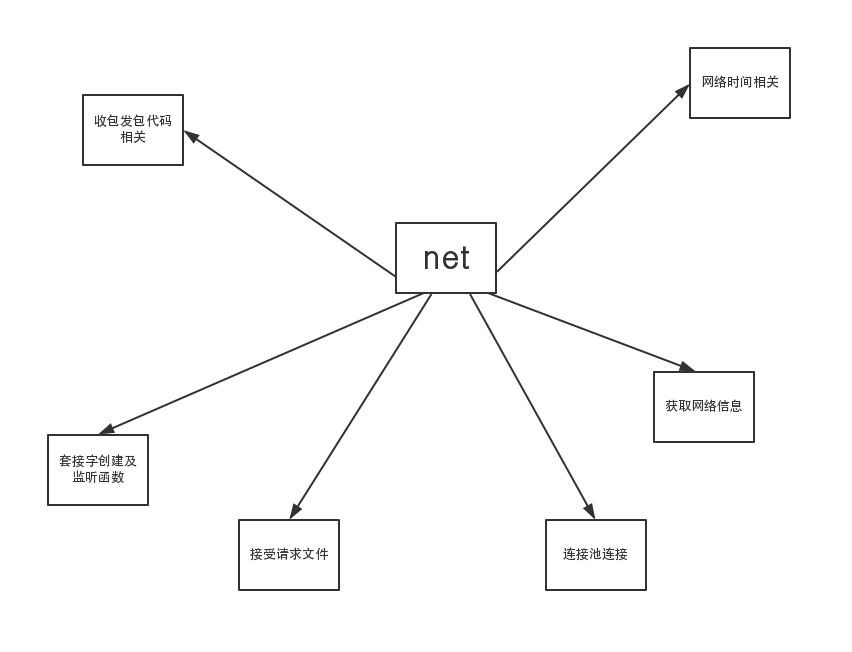 网络时间相关
收包发包代码
相关
net
获取网络信息
套接字创建及
监听函数
接受请求文件
连接池连接